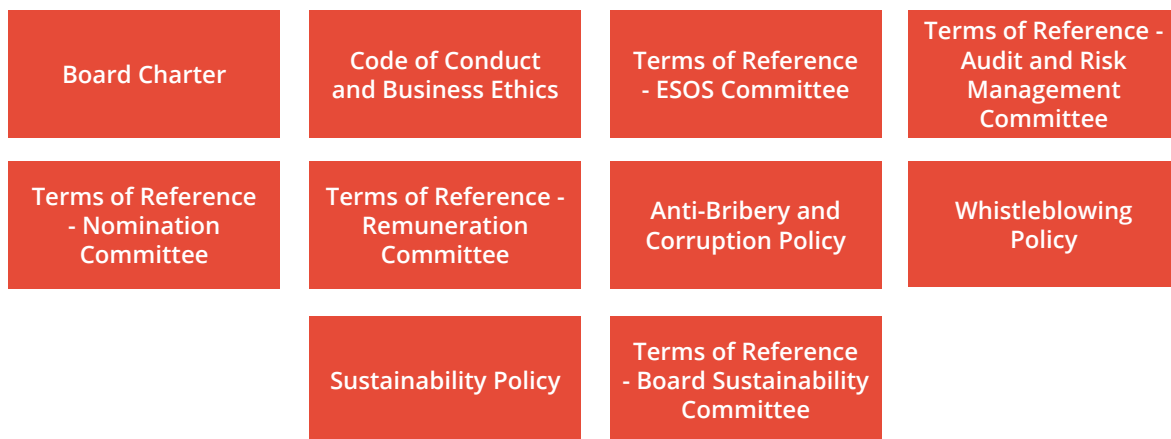 Board Charter
Code of Conduct
and Business Ethics
Terms of Reference
- ESOS Committee
Terms of Reference -
Audit and Risk
Management
Committee
Terms of Reference
- Nomination
Committee
Terms of Reference -
Remuneration
Committee
Anti-Bribery and
Corruption Policy
Whistleblowing
Policy
Sustainability Policy
Terms of Reference
- Board Sustainability
Committee